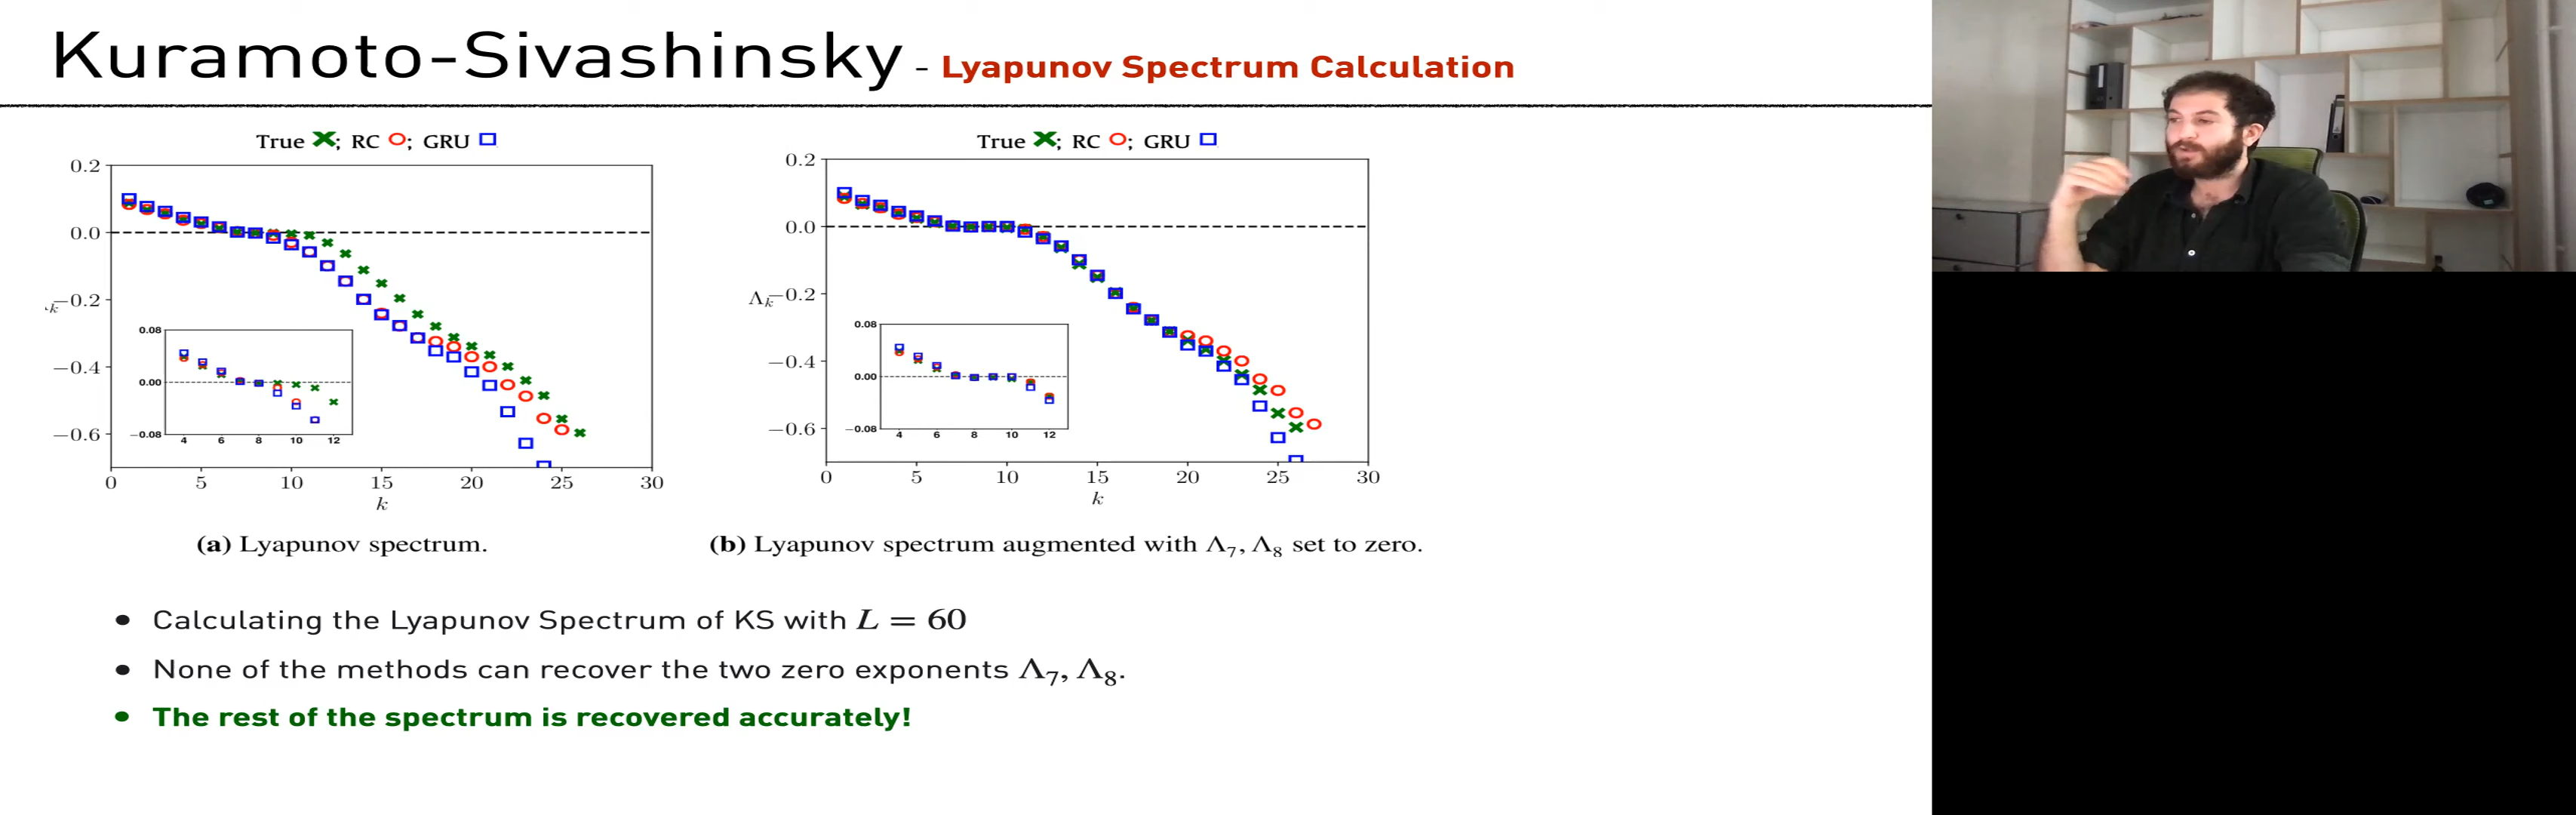 Kuramoto-Sivashinsky - Lyapunov Spectrum Calculation
True ✖; RC ○; GRU □
0.2
0.0
−0.2
−0.4
−0.6
0.08
0.00
−0.08
4 6 8 10 12
0 5 10 15 20 25 30
k
(a) Lyapunov spectrum.
True ✖; RC ○; GRU □
0.2
0.0
Λk −0.2
−0.4
−0.6
0.08
0.00
−0.08
4 6 8 10 12
0 5 10 15 20 25 30
k
(b) Lyapunov spectrum augmented with Λ₇, Λ₈ set to zero.
• Calculating the Lyapunov Spectrum of KS with L = 60
• None of the methods can recover the two zero exponents Λ₇, Λ₈.
• The rest of the spectrum is recovered accurately!